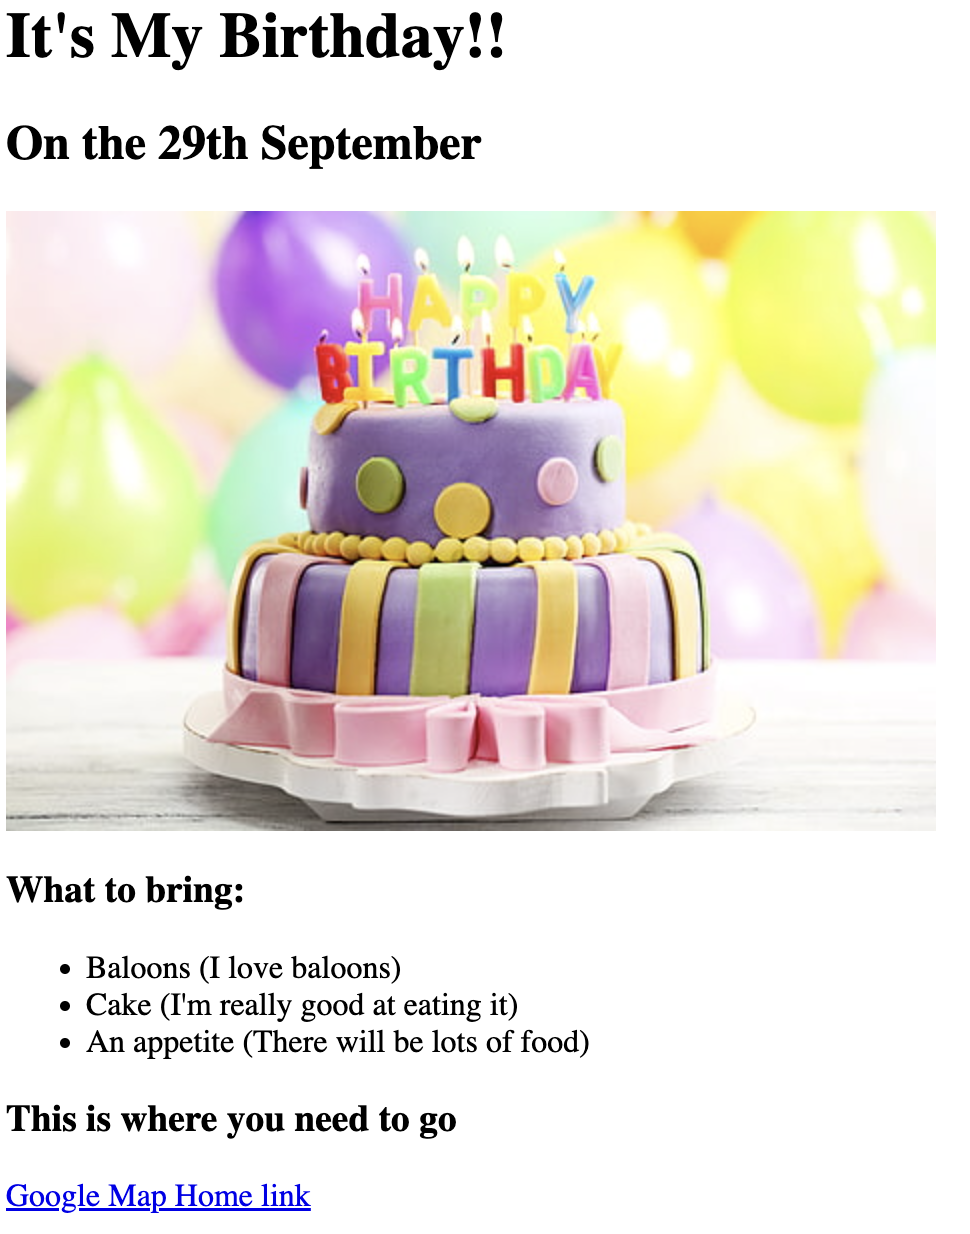 It's My Birthday!!
On the 29th September
HAPPY
BIRTHDAY
What to bring:
Baloons (I love baloons)
Cake (I'm really good at eating it)
An appetite (There will be lots of food)
This is where you need to go
Google Map Home link